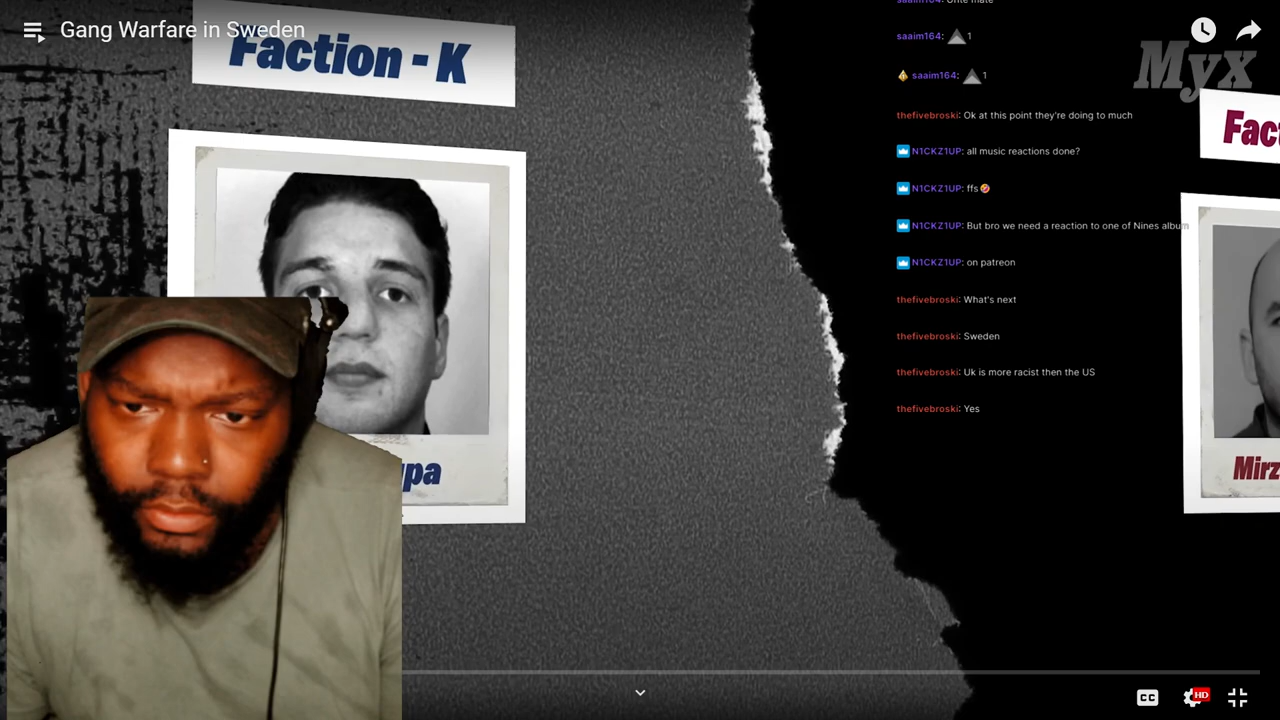 Gang Warfare in Sweden
Faction - K
saaim164: 1
saaim164: 1
Myx
thefivebroski: Ok at this point they're doing to much
N1CKZ1UP: all music reactions done?
N1CKZ1UP: ffs🤣
N1CKZ1UP: But bro we need a reaction to one of Nines album
N1CKZ1UP: on patreon
thefivebroski: What's next
thefivebroski: Sweden
thefivebroski: Uk is more racist then the US
thefivebroski: Yes
Fac
upa
Mirz
CC
HD